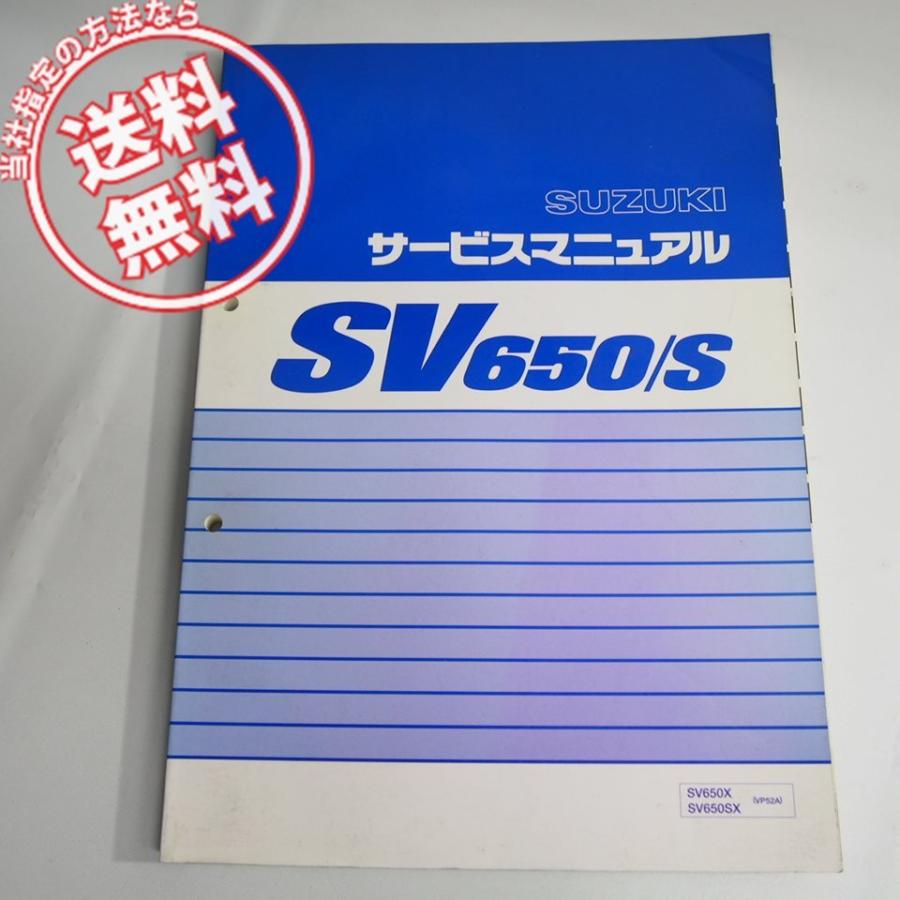 当社指定の方法なら
送料
無料
SUZUKI
サービスマニュアル
SV650/S
SV650X
SV650SX
(VP52A)